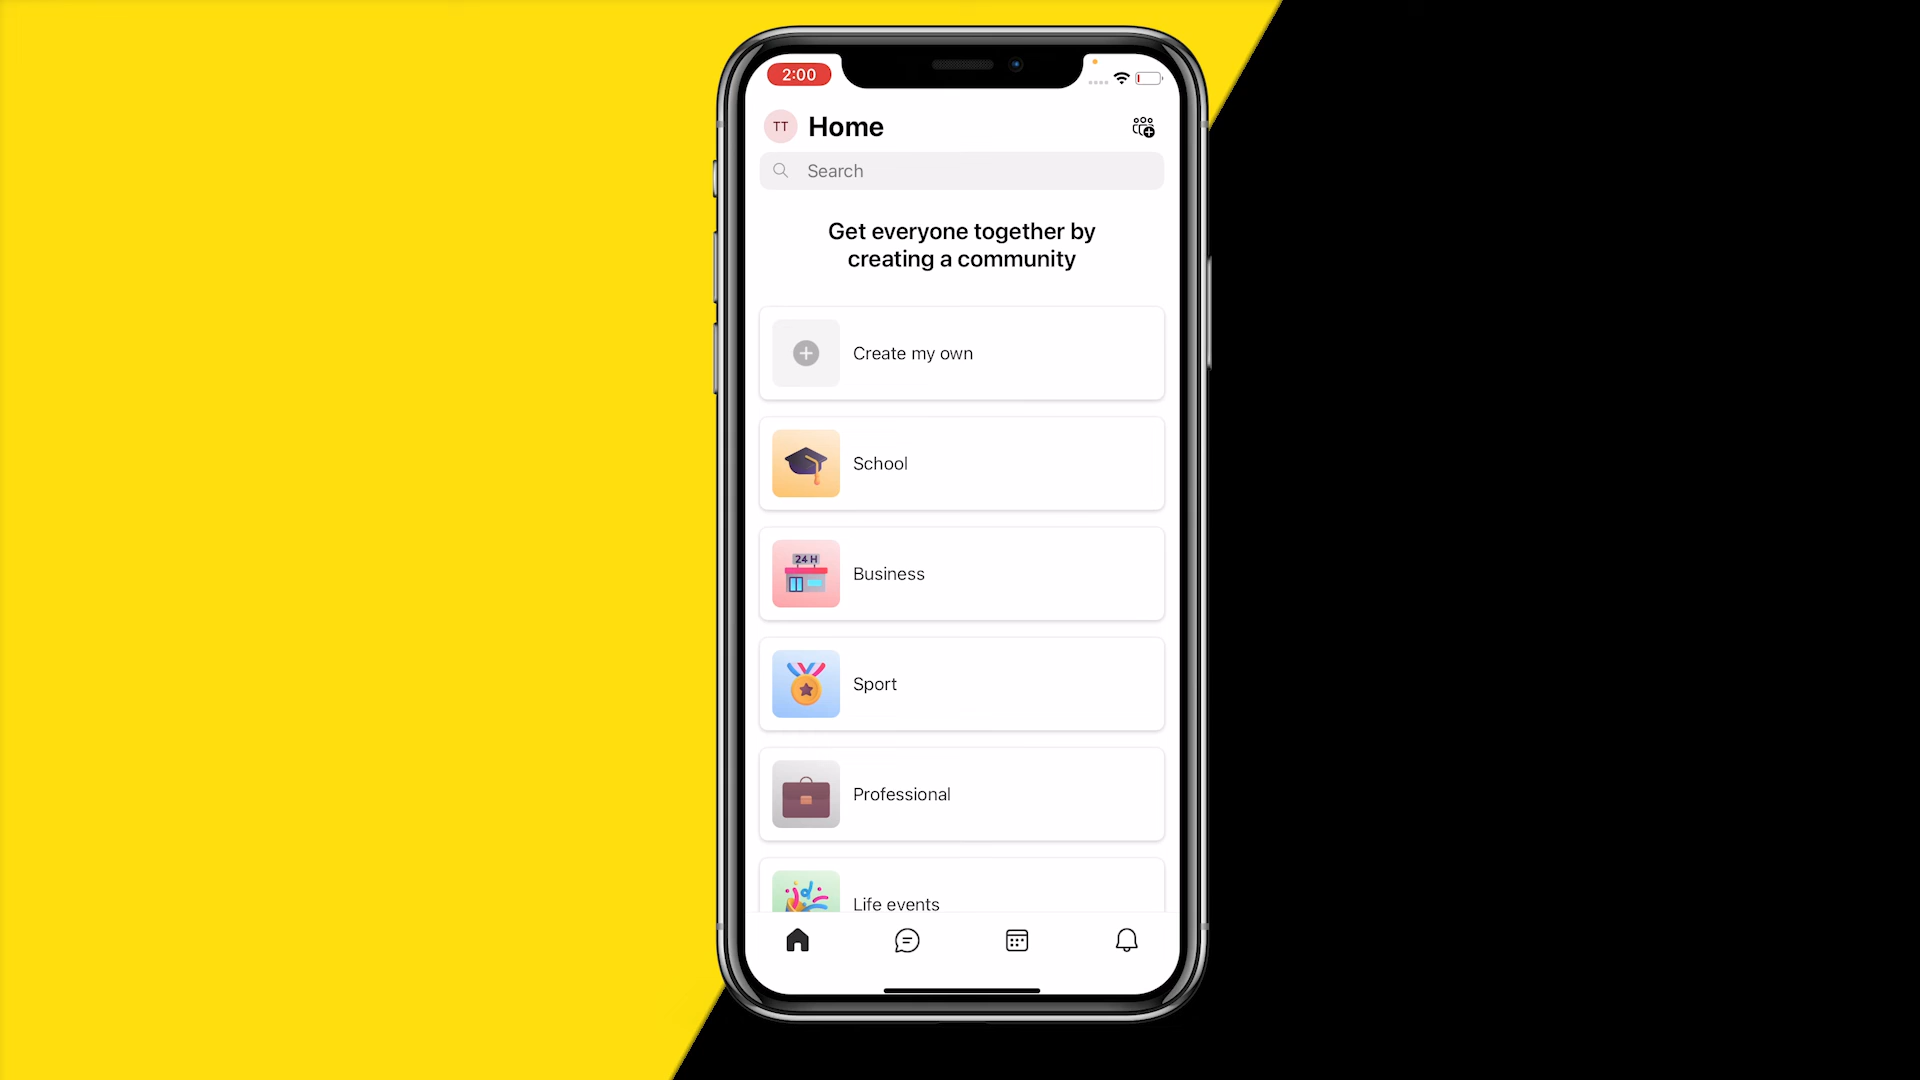 2:00
TT
Home
Search
Get everyone together by
creating a community
Create my own
School
24 H
Business
Sport
Professional
Life events